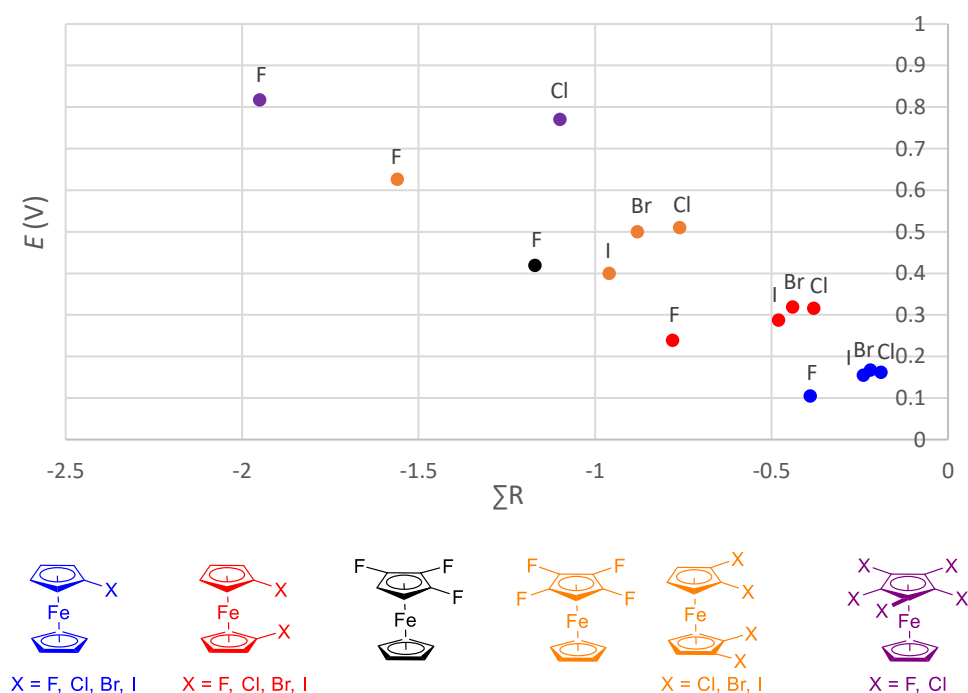 1
F
0.9
Cl
0.8
F
0.7
0.6
Br Cl
E (V)
F
0.5
I
0.4
Br Cl
I
F
0.3
Br Cl
I
F
0.2
0.1
0
-2.5 -2 -1.5 -1 -0.5 0
∑R
X Fe
X Fe X
F F F Fe
F F F F Fe
X X Fe X X
X X X X X Fe
X = F, Cl, Br, I X = F, Cl, Br, I X = Cl, Br, I X = F, Cl